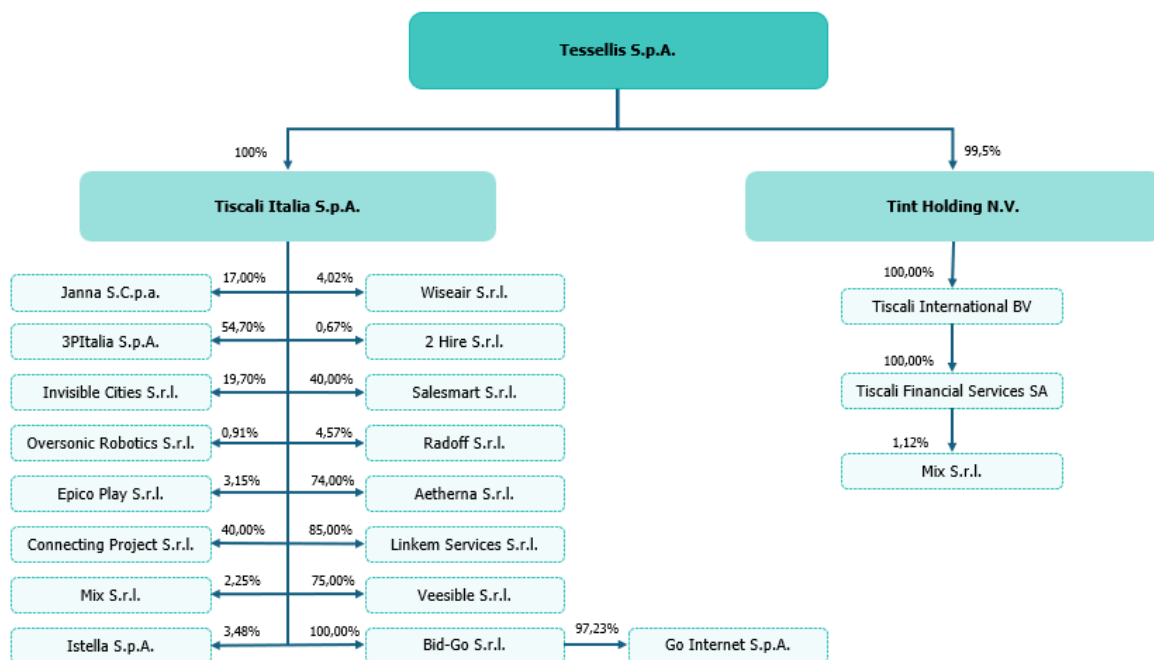 Tessellis S.p.A.
100%
99,5%
Tiscali Italia S.p.A.
Tint Holding N.V.
Janna S.C.p.a.
17,00%
4,02%
Wiseair S.r.l.
100,00%
Tiscali International BV
3PItalia S.p.A.
54,70%
0,67%
2 Hire S.r.l.
100,00%
Tiscali Financial Services SA
Invisible Cities S.r.l.
19,70%
40,00%
Salesmart S.r.l.
Oversonic Robotics S.r.l.
0,91%
4,57%
Radoff S.r.l.
1,12%
Mix S.r.l.
Epico Play S.r.l.
3,15%
74,00%
Aetherna S.r.l.
Connecting Project S.r.l.
40,00%
85,00%
Linkem Services S.r.l.
Mix S.r.l.
2,25%
75,00%
Veesible S.r.l.
Istella S.p.A.
3,48%
100,00%
Bid-Go S.r.l.
97,23%
Go Internet S.p.A.